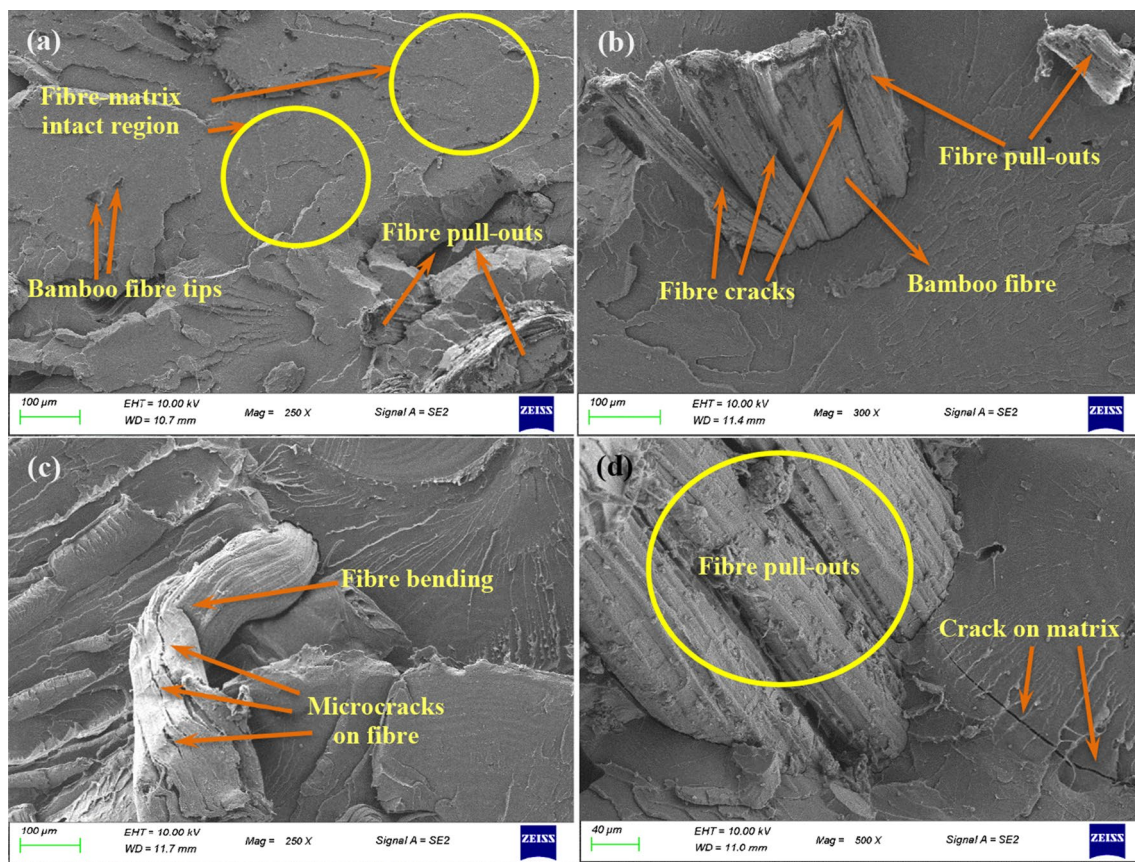 (a)
Fibre-matrix
intact region
Fibre pull-outs
Bamboo fibre tips
100 µm
EHT = 10.00 kV
WD = 10.7 mm
Mag = 250 X
Signal A = SE2
ZEISS
(b)
Fibre pull-outs
Fibre cracks
Bamboo fibre
100 µm
EHT = 10.00 kV
WD = 11.4 mm
Mag = 300 X
Signal A = SE2
ZEISS
(c)
Fibre bending
Microcracks
on fibre
100 µm
EHT = 10.00 kV
WD = 11.7 mm
Mag = 250 X
Signal A = SE2
ZEISS
(d)
Fibre pull-outs
Crack on matrix
40 µm
EHT = 10.00 kV
WD = 11.0 mm
Mag = 500 X
Signal A = SE2
ZEISS